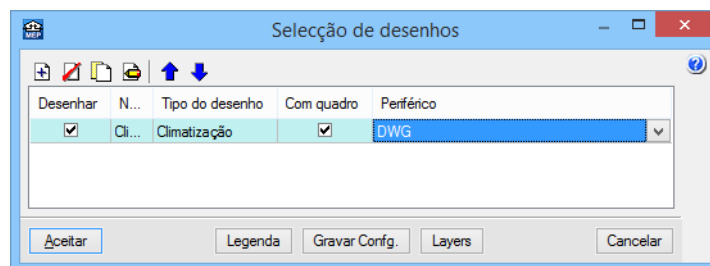 MEP Selecção de desenhos
Desenhar N... Tipo do desenho Com quadro Periférico
Cli... Climatização DWG
Aceitar Legenda Gravar Confg. Layers Cancelar